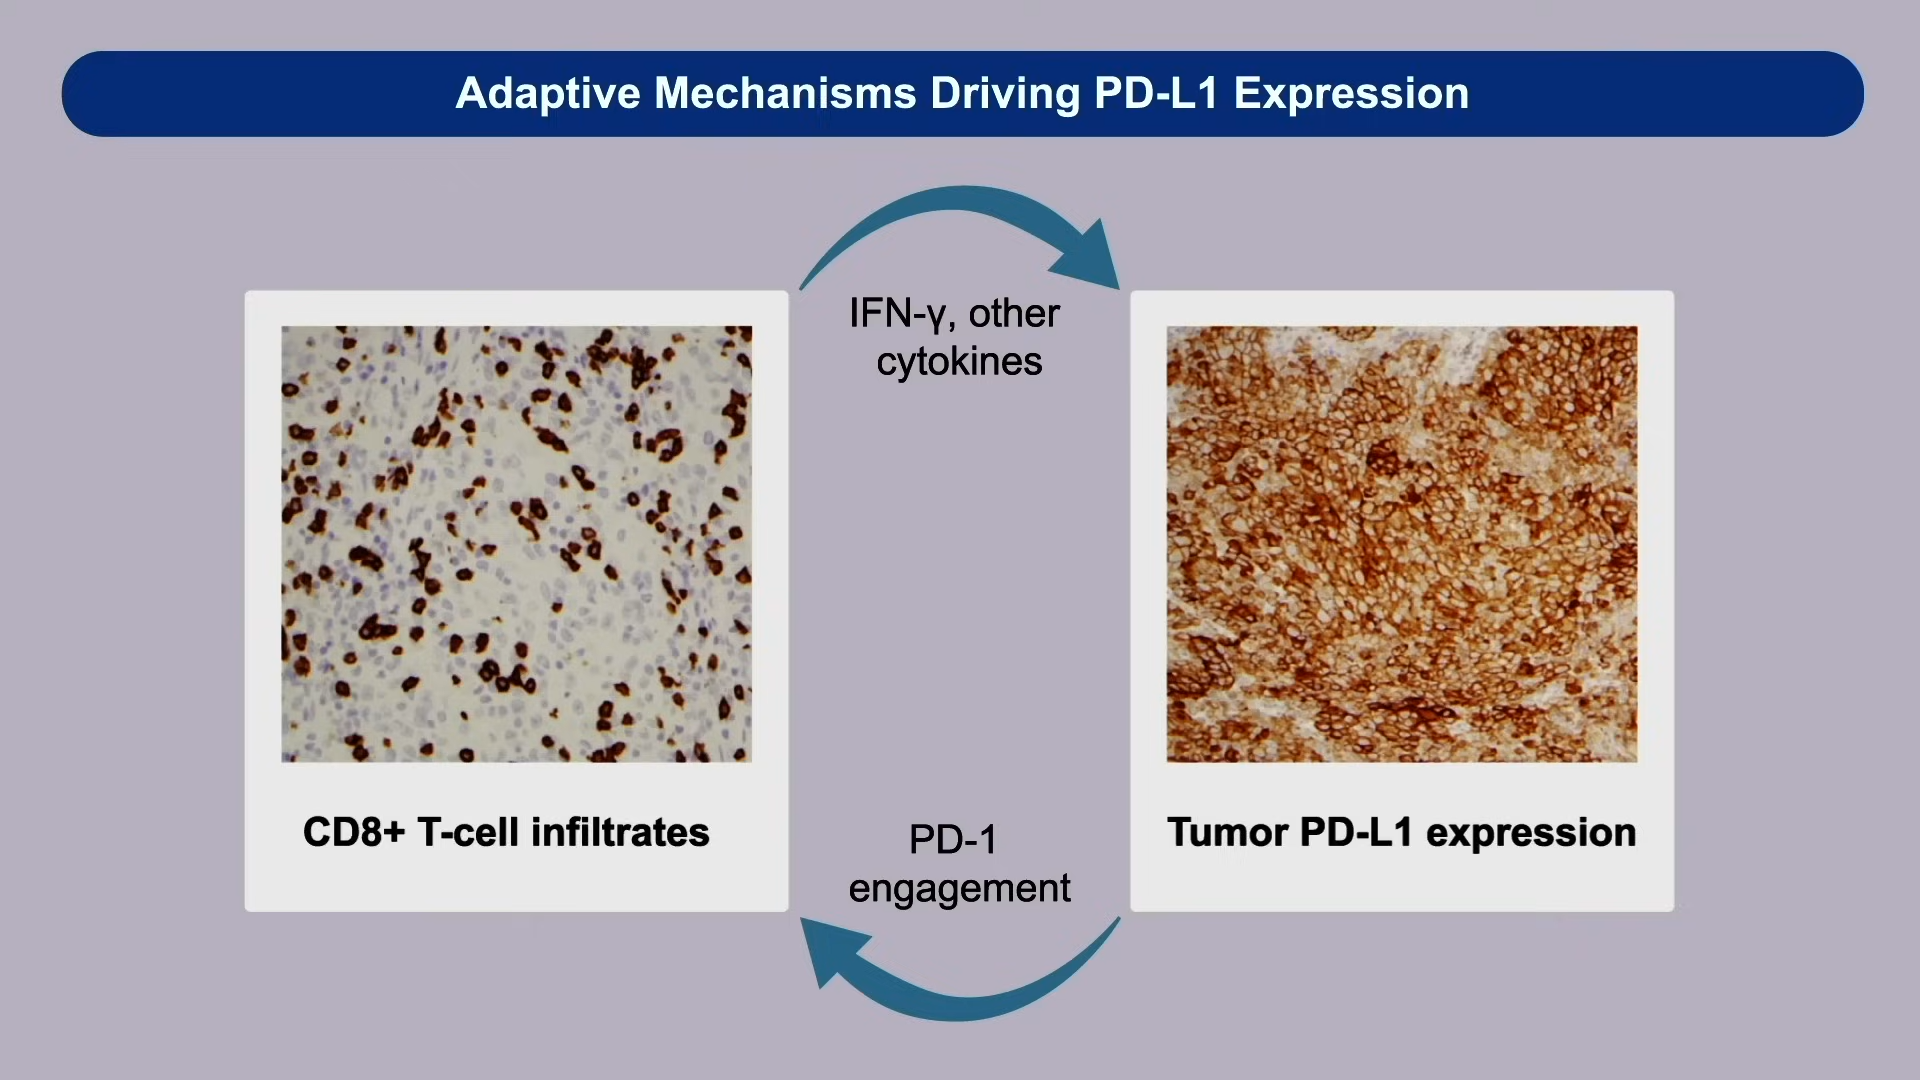 Adaptive Mechanisms Driving PD-L1 Expression
IFN-γ, other
cytokines
CD8+ T-cell infiltrates
Tumor PD-L1 expression
PD-1
engagement